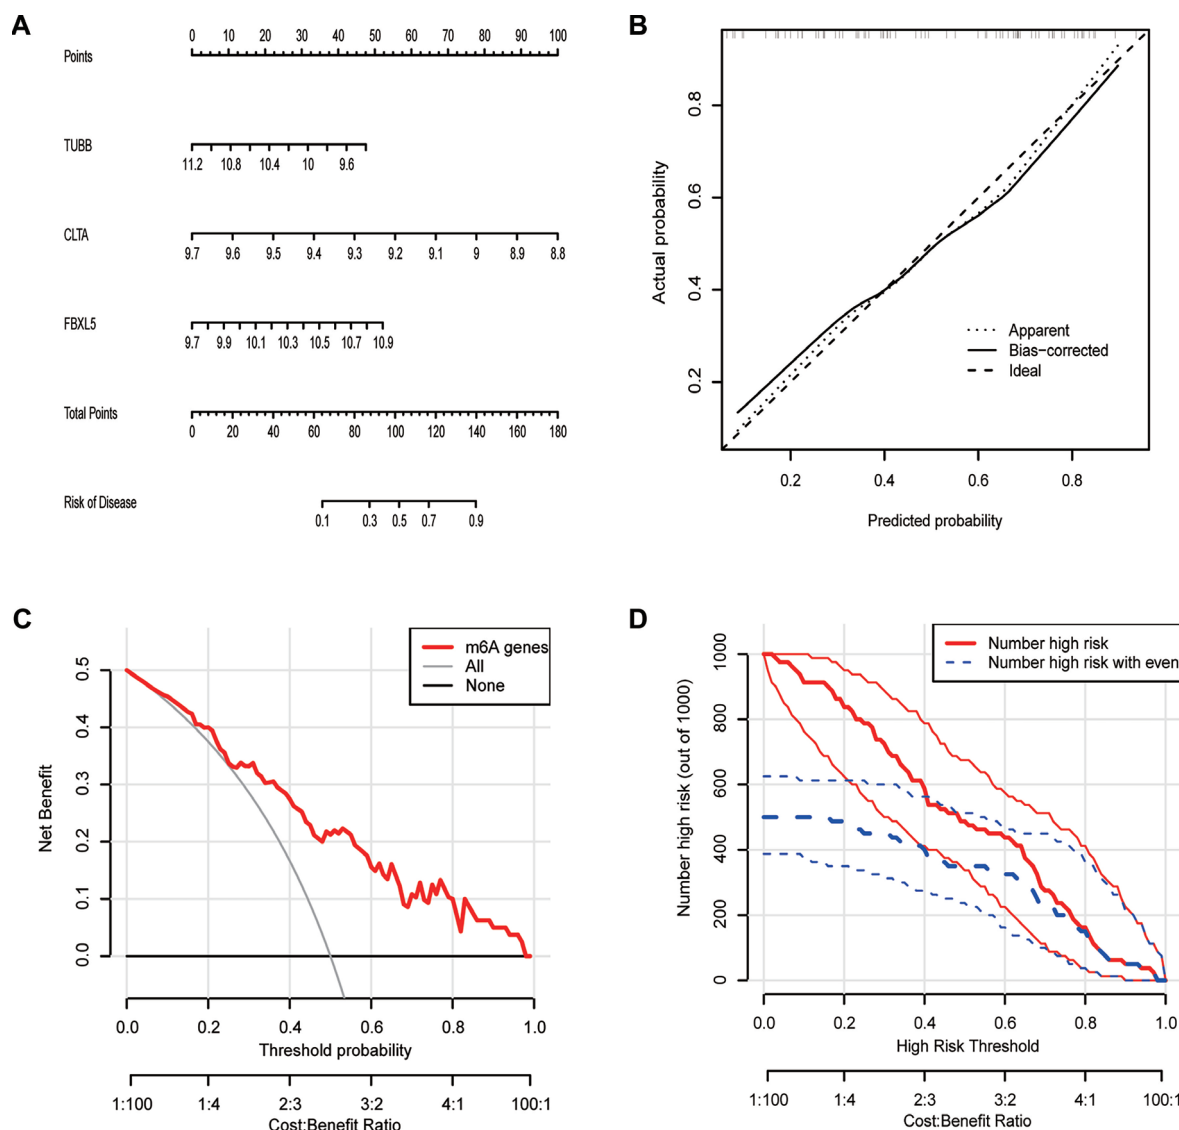 A
0 10 20 30 40 50 60 70 80 90 100
Points
TUBB
11.2 10.8 10.4 10 9.6
CLTA
9.7 9.6 9.5 9.4 9.3 9.2 9.1 9 8.9 8.8
FBXL5
9.7 9.9 10.1 10.3 10.5 10.7 10.9
Total Points
0 20 40 60 80 100 120 140 160 180
Risk of Disease
0.1 0.3 0.5 0.7 0.9
B
Actual probability
0.8
0.6
0.4
0.2
Apparent
Bias−corrected
Ideal
0.2 0.4 0.6 0.8
Predicted probability
C
m6A genes
All
None
Net Benefit
0.5
0.4
0.3
0.2
0.1
0.0
0.0 0.2 0.4 0.6 0.8 1.0
Threshold probability
1:100 1:4 2:3 3:2 4:1 100:1
Cost:Benefit Ratio
D
Number high risk
Number high risk with even
Number high risk (out of 1000)
1000
800
600
400
200
0
0.0 0.2 0.4 0.6 0.8 1.0
High Risk Threshold
1:100 1:4 2:3 3:2 4:1 100:1
Cost:Benefit Ratio